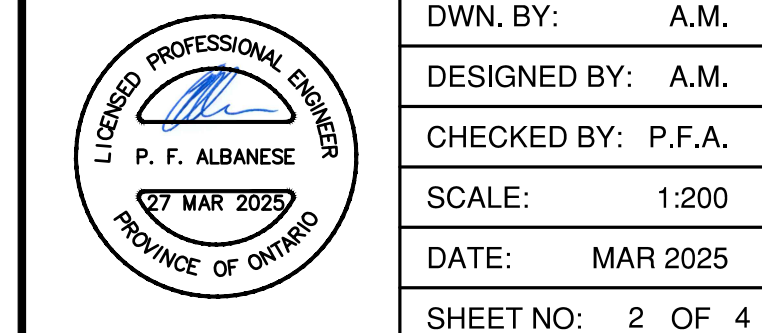 LICENSED PROFESSIONAL ENGINEER
P. F. ALBANESE
27 MAR 2025
PROVINCE OF ONTARIO
DWN. BY: A.M.
DESIGNED BY: A.M.
CHECKED BY: P.F.A.
SCALE: 1:200
DATE: MAR 2025
SHEET NO: 2 OF 4